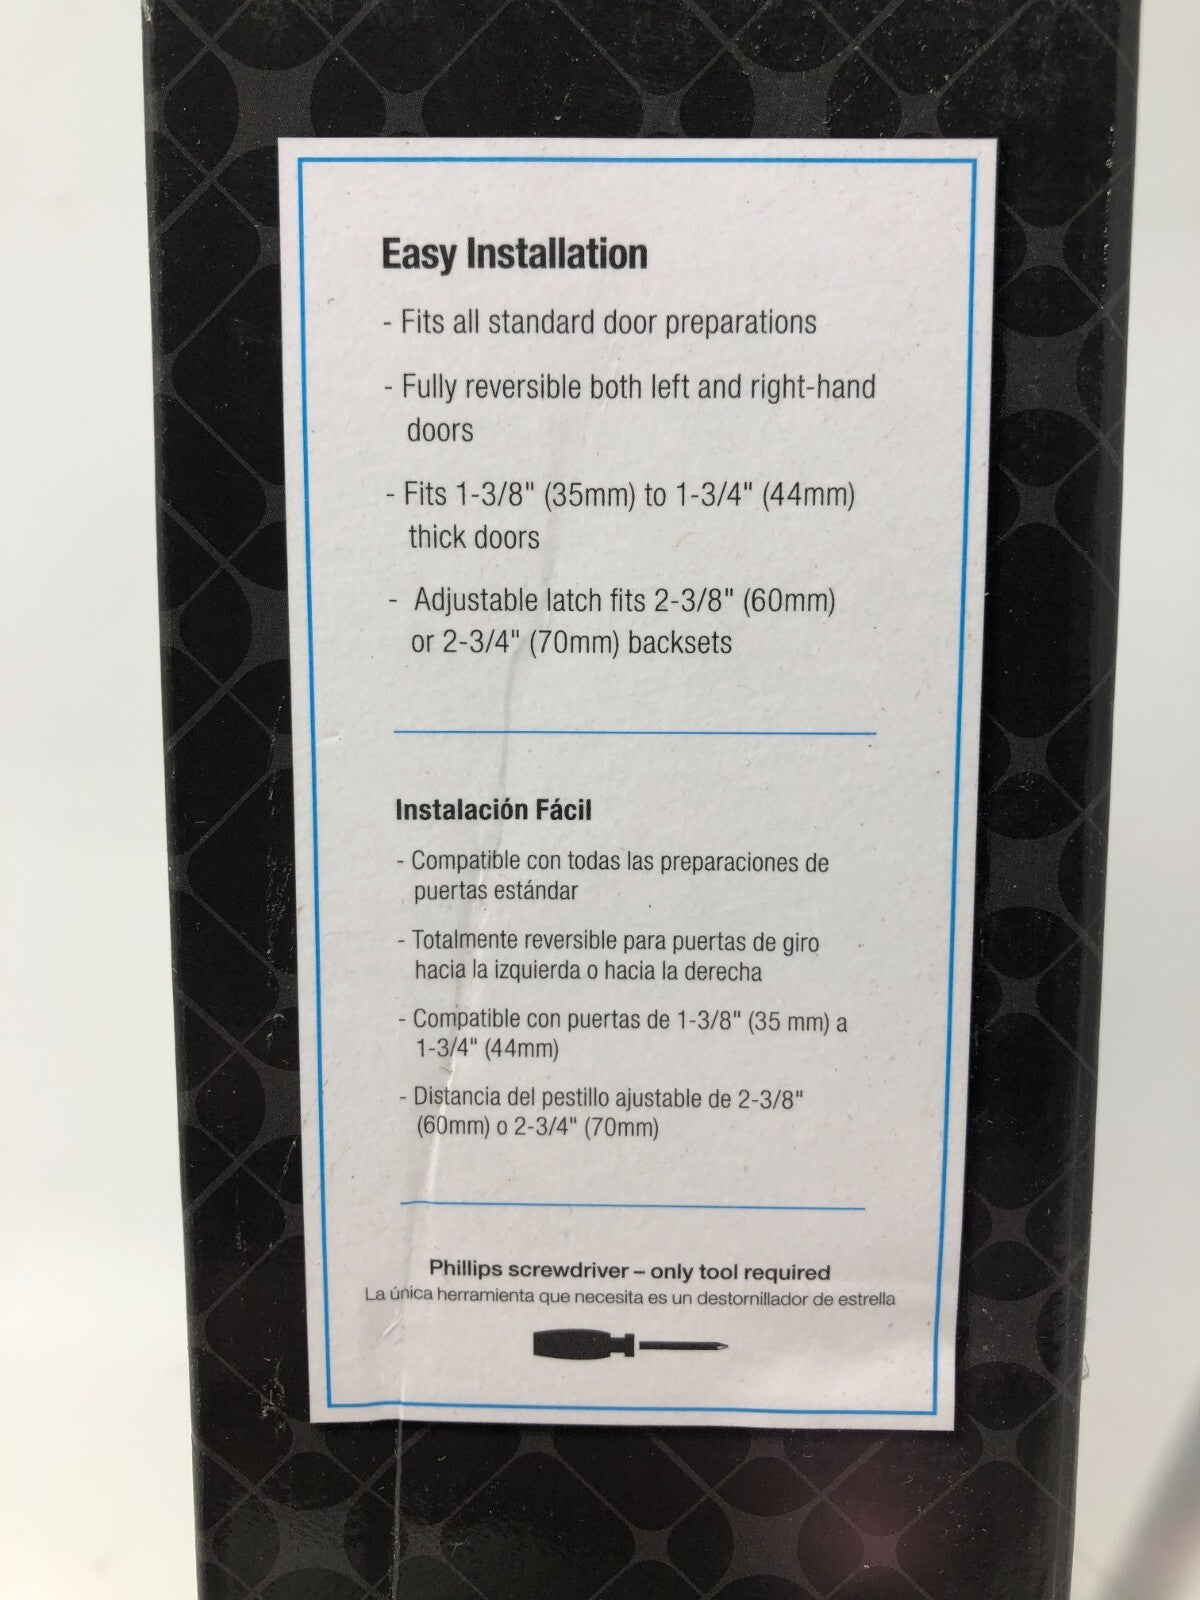 Easy Installation
- Fits all standard door preparations
- Fully reversible both left and right-hand
doors
- Fits 1-3/8" (35mm) to 1-3/4" (44mm)
thick doors
- Adjustable latch fits 2-3/8" (60mm)
or 2-3/4" (70mm) backsets
Instalación Fácil
- Compatible con todas las preparaciones de
puertas estándar
- Totalmente reversible para puertas de giro
hacia la izquierda o hacia la derecha
- Compatible con puertas de 1-3/8" (35 mm) a
1-3/4" (44mm)
- Distancia del pestillo ajustable de 2-3/8"
(60mm) o 2-3/4" (70mm)
Phillips screwdriver – only tool required
La única herramienta que necesita es un destornillador de estrella